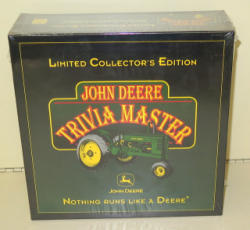 LIMITED COLLECTOR'S EDITION
JOHN DEERE
TRIVIA MASTER
JOHN DEERE
NOTHING RUNS LIKE A DEERE®